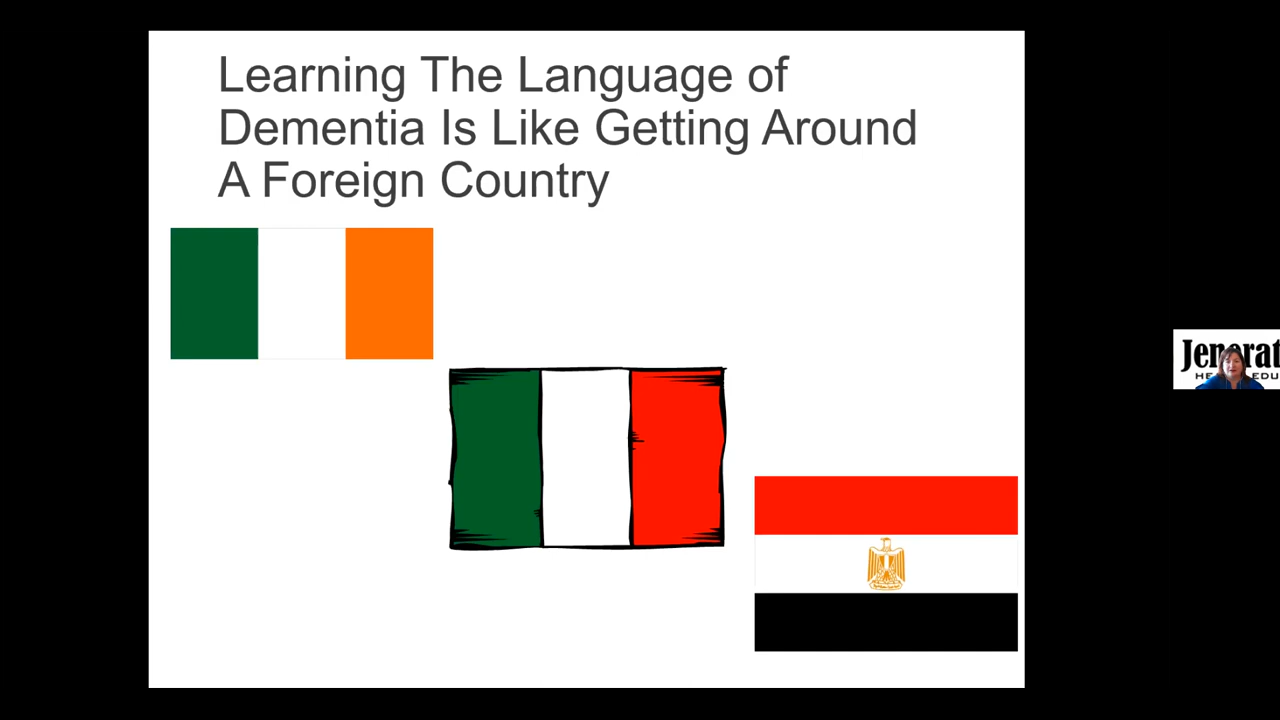 Learning The Language of
Dementia Is Like Getting Around
A Foreign Country